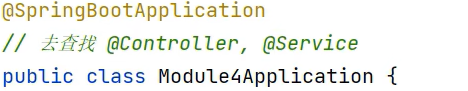 @SpringBootApplication
// 去查找 @Controller, @Service
public class Module4Application {